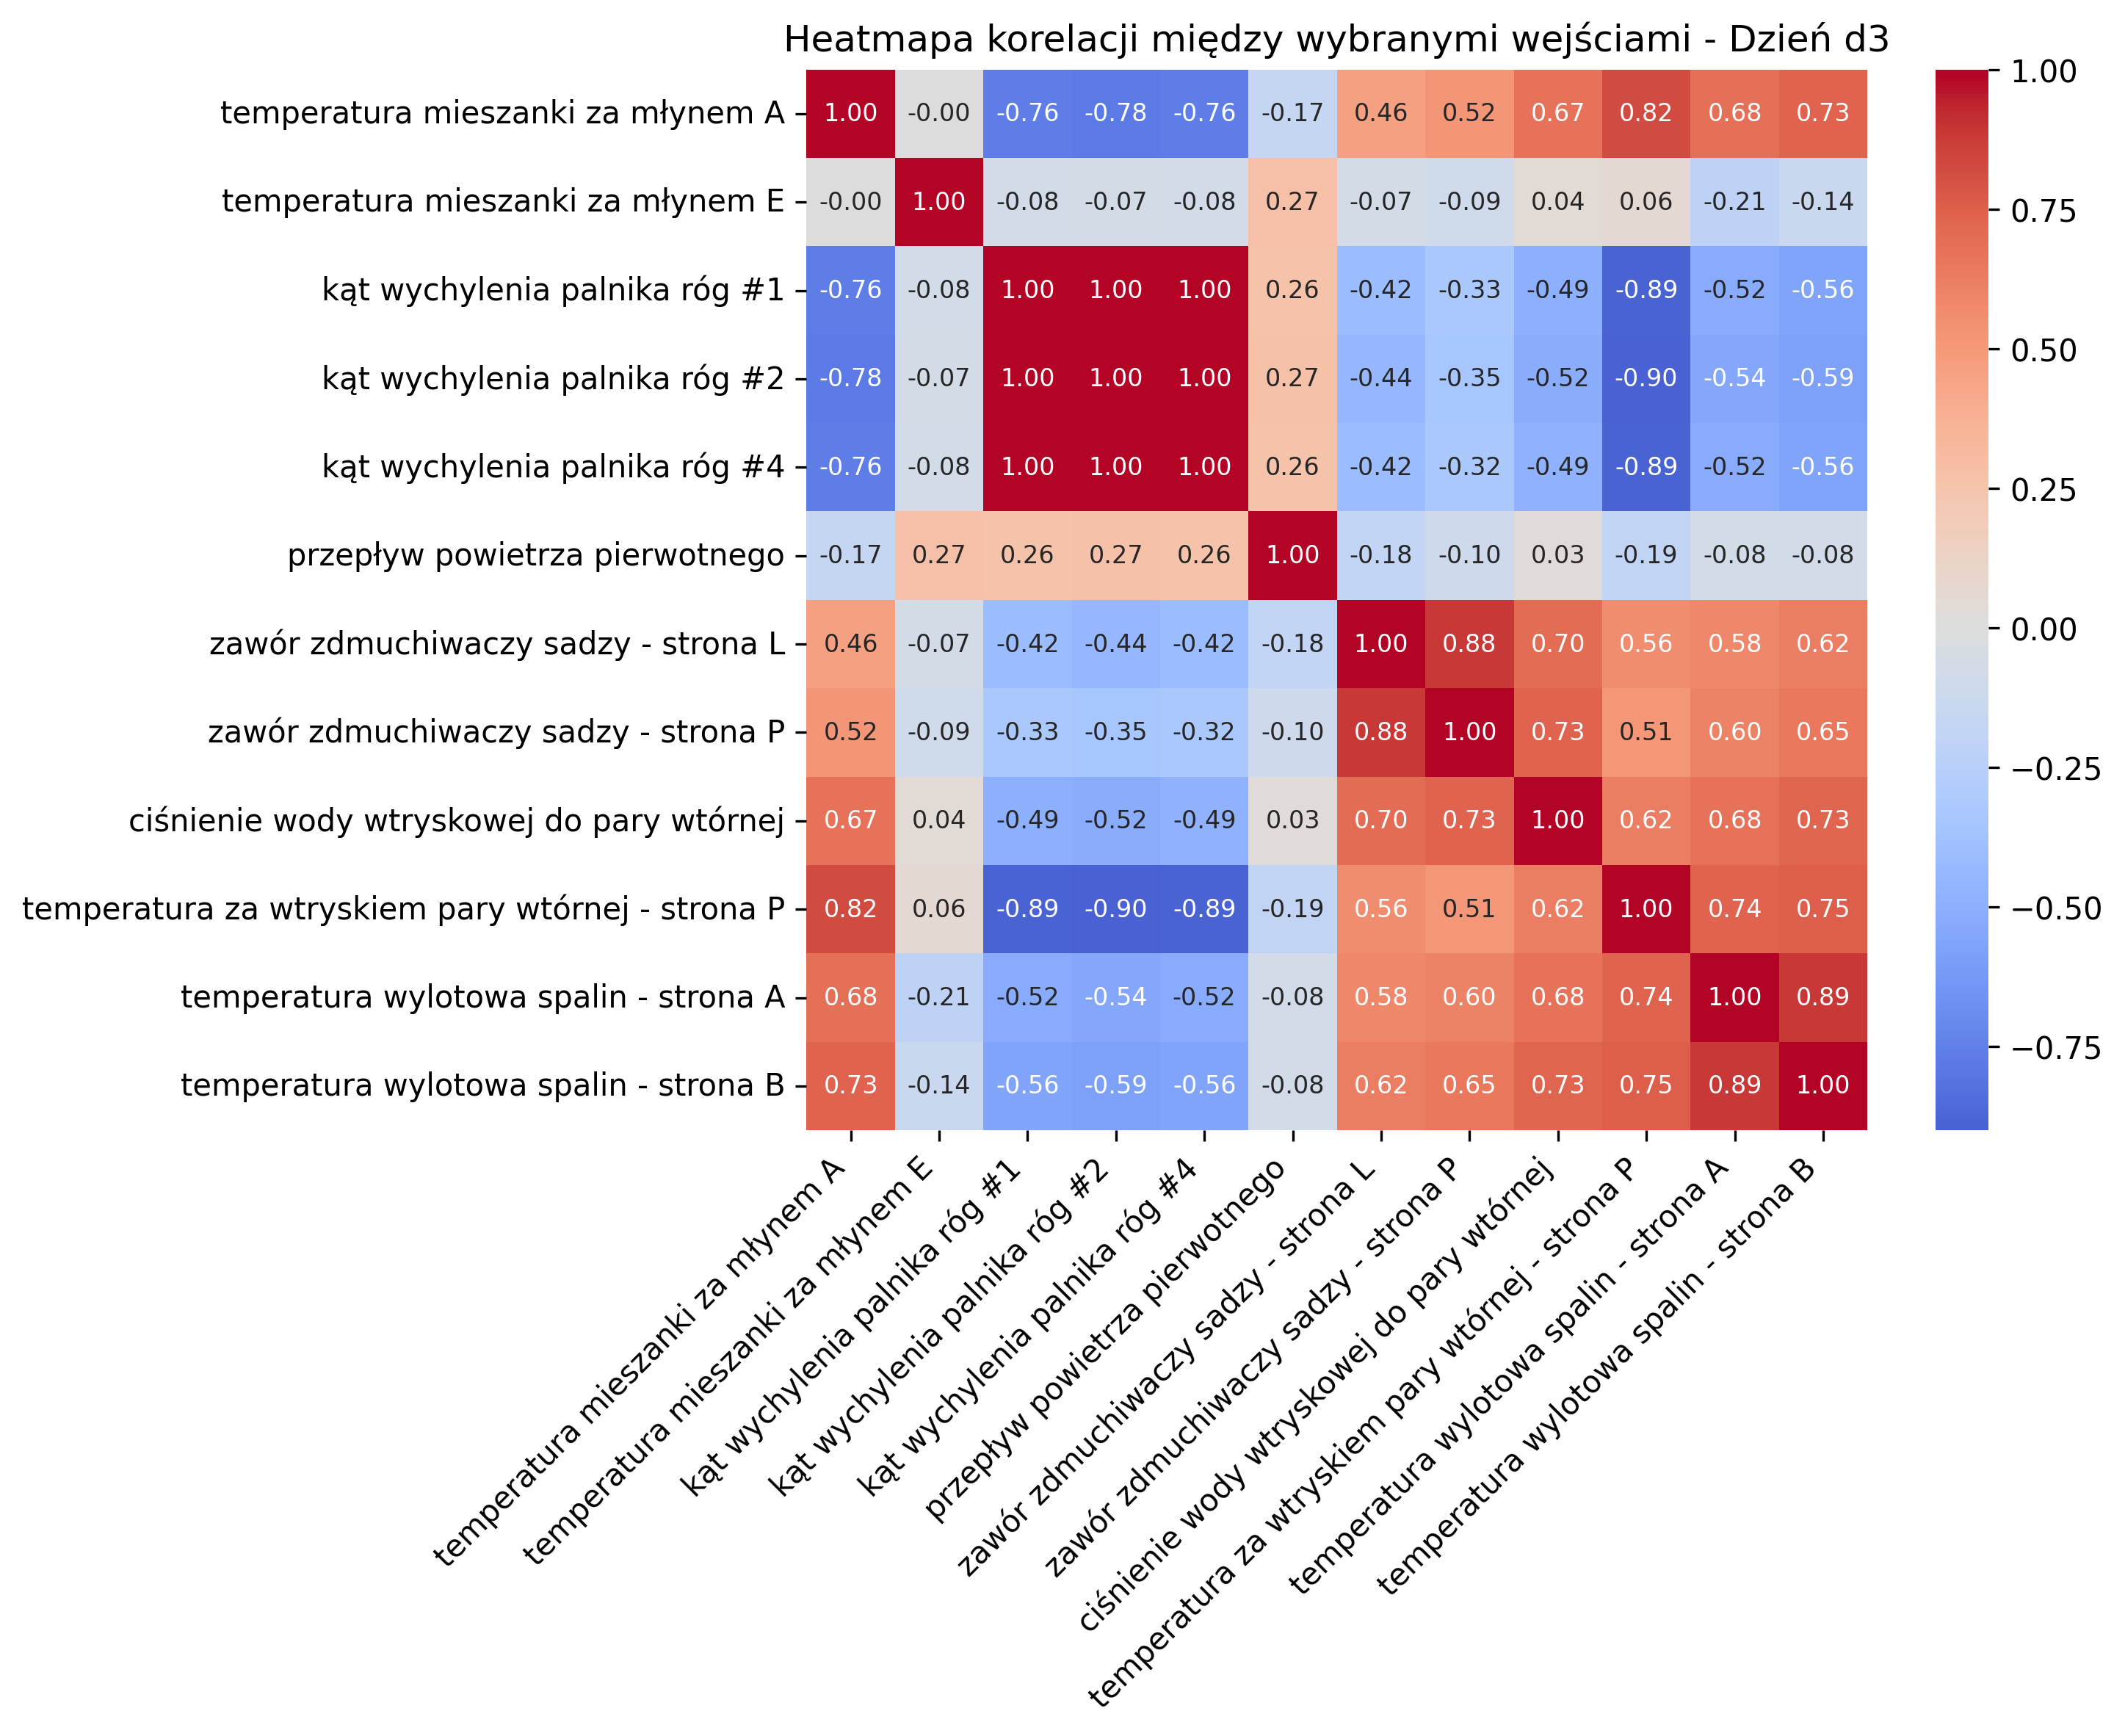 Heatmapa korelacji między wybranymi wejściami - Dzień d3
temperatura mieszanki za młynem A 1.00 -0.00 -0.76 -0.78 -0.76 -0.17 0.46 0.52 0.67 0.82 0.68 0.73
temperatura mieszanki za młynem E -0.00 1.00 -0.08 -0.07 -0.08 0.27 -0.07 -0.09 0.04 0.06 -0.21 -0.14
kąt wychylenia palnika róg #1 -0.76 -0.08 1.00 1.00 1.00 0.26 -0.42 -0.33 -0.49 -0.89 -0.52 -0.56
kąt wychylenia palnika róg #2 -0.78 -0.07 1.00 1.00 1.00 0.27 -0.44 -0.35 -0.52 -0.90 -0.54 -0.59
kąt wychylenia palnika róg #4 -0.76 -0.08 1.00 1.00 1.00 0.26 -0.42 -0.32 -0.49 -0.89 -0.52 -0.56
przepływ powietrza pierwotnego -0.17 0.27 0.26 0.27 0.26 1.00 -0.18 -0.10 0.03 -0.19 -0.08 -0.08
zawór zdmuchiwaczy sadzy - strona L 0.46 -0.07 -0.42 -0.44 -0.42 -0.18 1.00 0.88 0.70 0.56 0.58 0.62
zawór zdmuchiwaczy sadzy - strona P 0.52 -0.09 -0.33 -0.35 -0.32 -0.10 0.88 1.00 0.73 0.51 0.60 0.65
ciśnienie wody wtryskowej do pary wtórnej 0.67 0.04 -0.49 -0.52 -0.49 0.03 0.70 0.73 1.00 0.62 0.68 0.73
temperatura za wtryskiem pary wtórnej - strona P 0.82 0.06 -0.89 -0.90 -0.89 -0.19 0.56 0.51 0.62 1.00 0.74 0.75
temperatura wylotowa spalin - strona A 0.68 -0.21 -0.52 -0.54 -0.52 -0.08 0.58 0.60 0.68 0.74 1.00 0.89
temperatura wylotowa spalin - strona B 0.73 -0.14 -0.56 -0.59 -0.56 -0.08 0.62 0.65 0.73 0.75 0.89 1.00
temperatura mieszanki za młynem A
temperatura mieszanki za młynem E
kąt wychylenia palnika róg #1
kąt wychylenia palnika róg #2
kąt wychylenia palnika róg #4
przepływ powietrza pierwotnego
zawór zdmuchiwaczy sadzy - strona L
zawór zdmuchiwaczy sadzy - strona P
ciśnienie wody wtryskowej do pary wtórnej
temperatura za wtryskiem pary wtórnej - strona P
temperatura wylotowa spalin - strona A
temperatura wylotowa spalin - strona B
1.00
0.75
0.50
0.25
0.00
−0.25
−0.50
−0.75